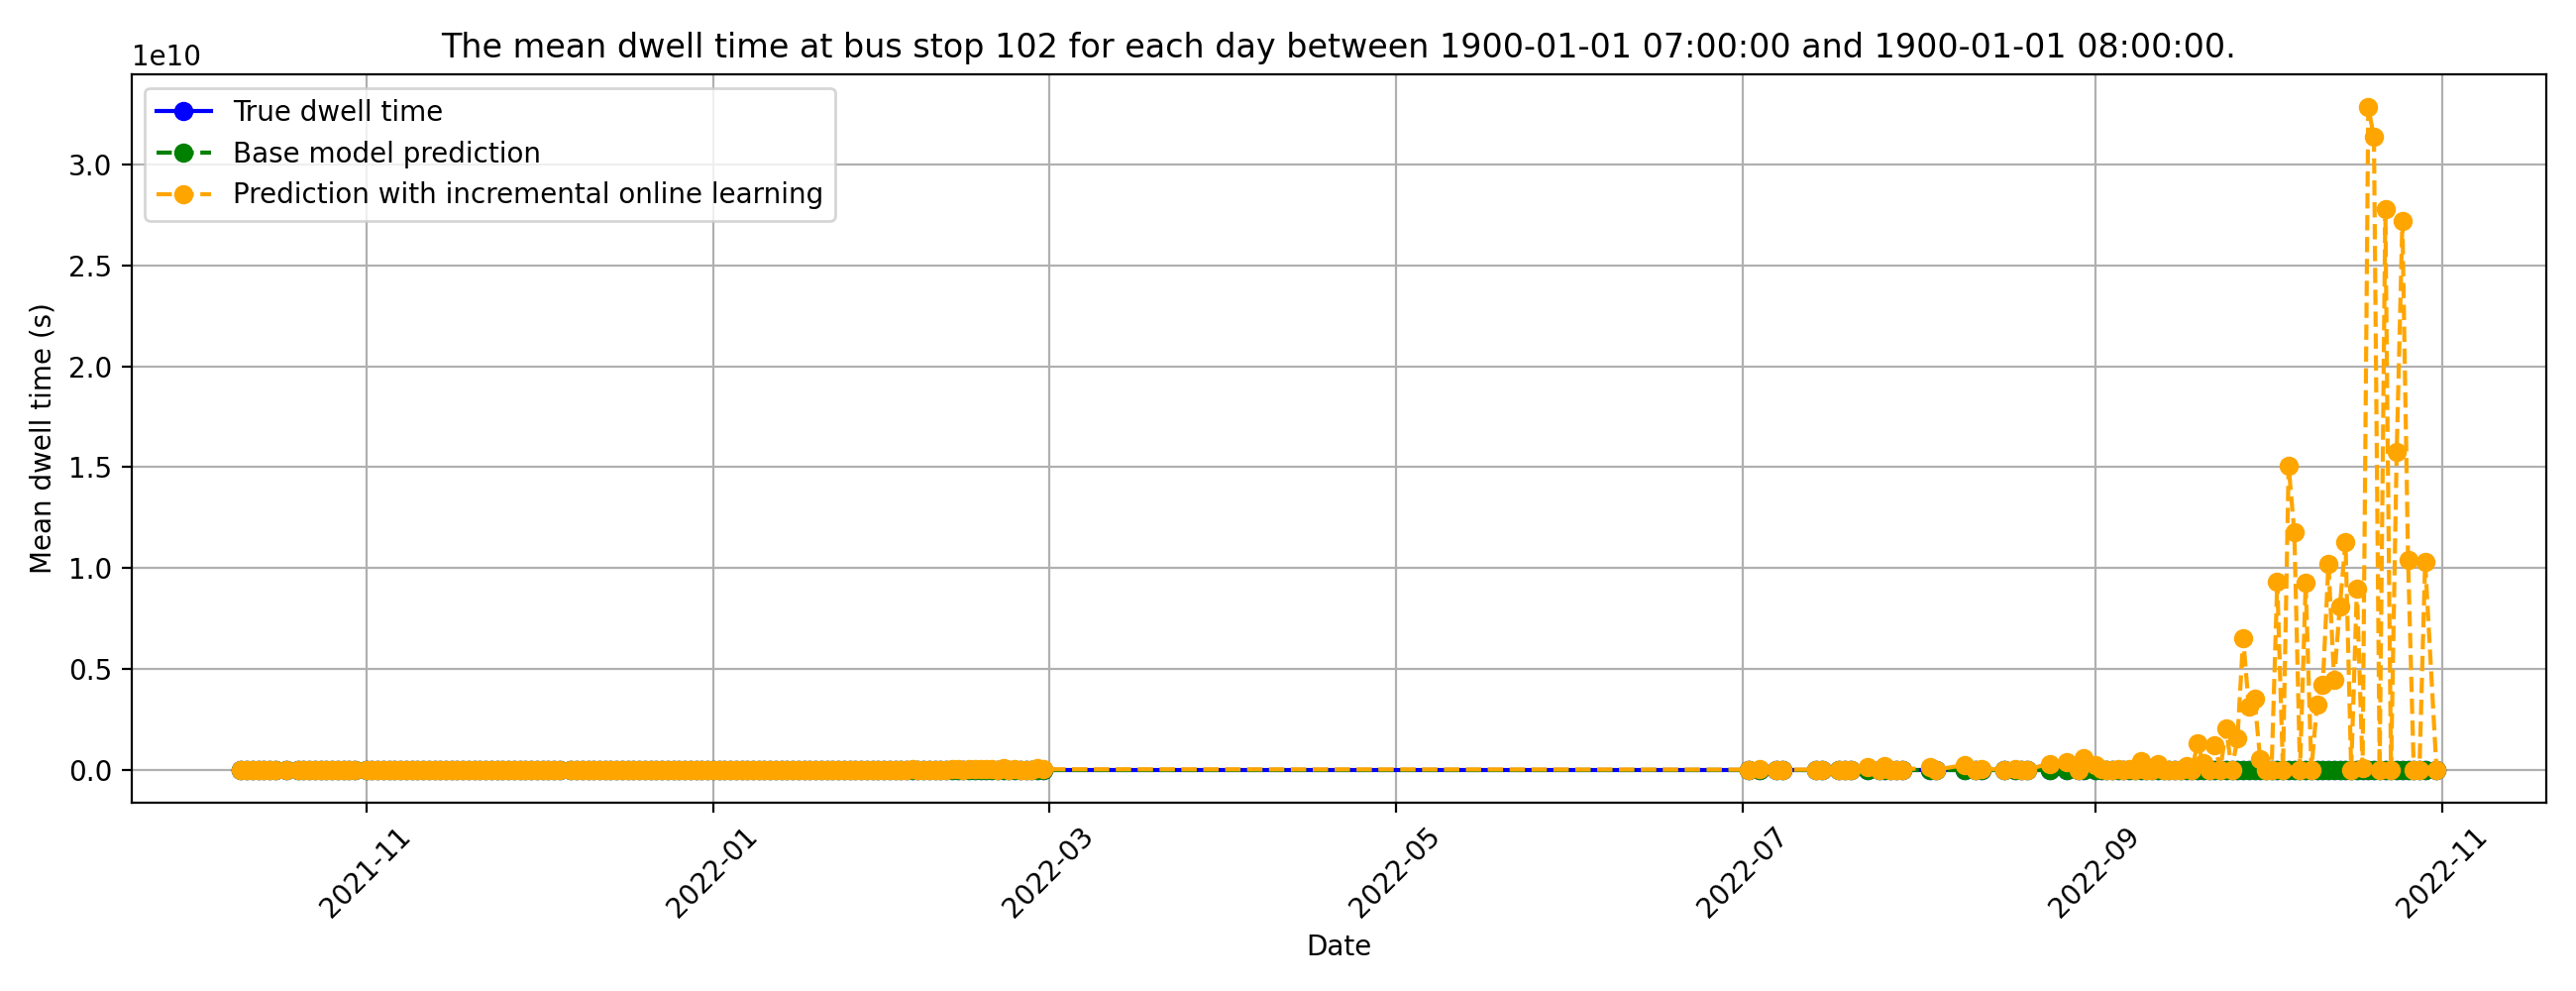 The mean dwell time at bus stop 102 for each day between 1900-01-01 07:00:00 and 1900-01-01 08:00:00.
1e10
True dwell time
Base model prediction
Prediction with incremental online learning
Mean dwell time (s)
3.0
2.5
2.0
1.5
1.0
0.5
0.0
2021-11
2022-01
2022-03
2022-05
2022-07
2022-09
2022-11
Date